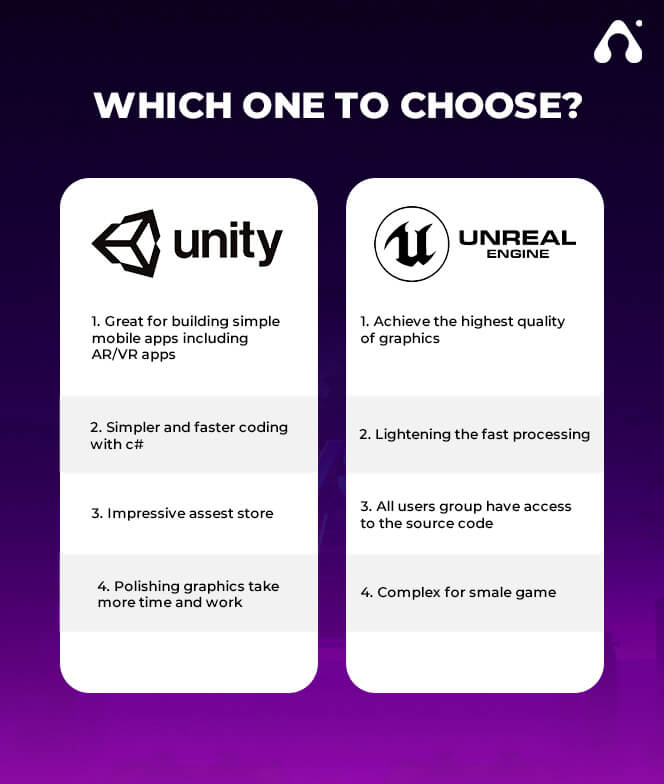 WHICH ONE TO CHOOSE?
unity
1. Great for building simple
mobile apps including
AR/VR apps
2. Simpler and faster coding
with c#
3. Impressive assest store
4. Polishing graphics take
more time and work
UNREAL
ENGINE
1. Achieve the highest quality
of graphics
2. Lightening the fast processing
3. All users group have access
to the source code
4. Complex for smale game